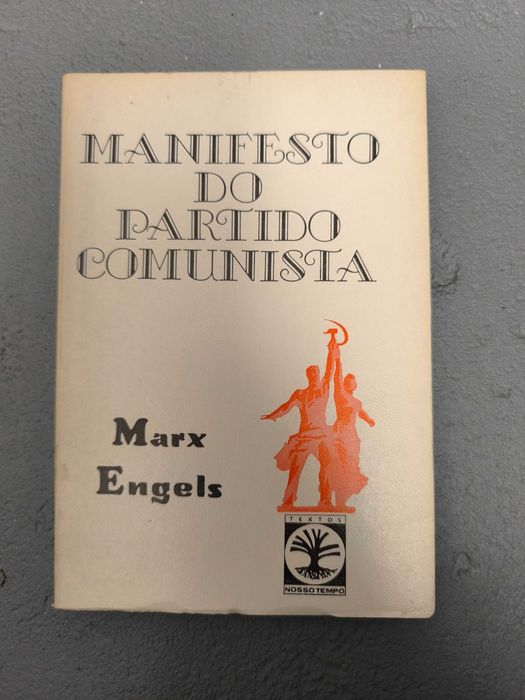 MANIFESTO
DO
PARTIDO
COMUNISTA
Marx
Engels
TEXTOS
NOSSO TEMPO